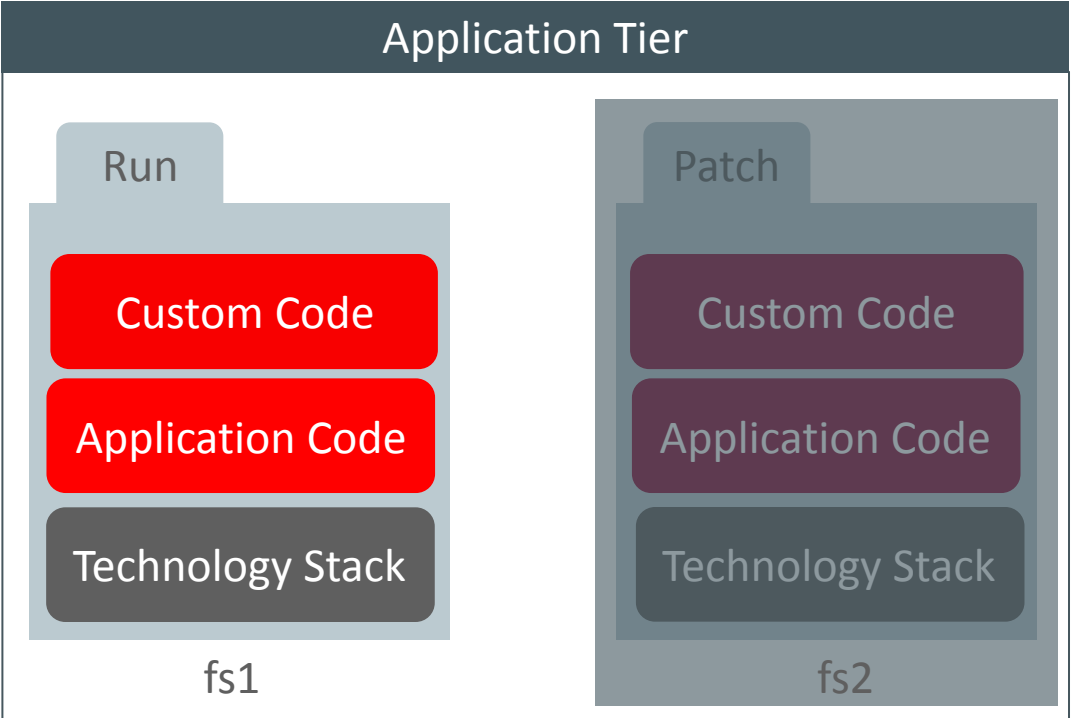 Application Tier
Run
Custom Code
Application Code
Technology Stack
fs1
Patch
Custom Code
Application Code
Technology Stack
fs2